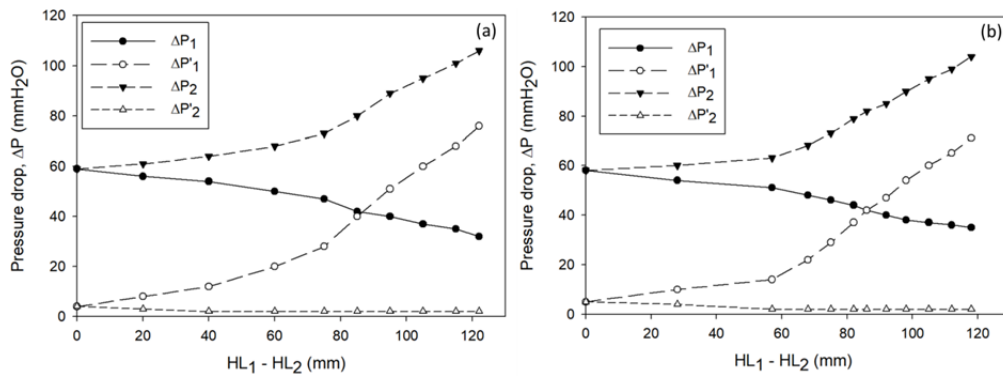 (a)
ΔP₁
ΔP'₁
ΔP₂
ΔP'₂
Pressure drop, ΔP (mmH₂O)
120
100
80
60
40
20
0
0 20 40 60 80 100 120
HL₁ - HL₂ (mm)
(b)
ΔP₁
ΔP'₁
ΔP₂
ΔP'₂
Pressure drop, ΔP (mmH₂O)
120
100
80
60
40
20
0
0 20 40 60 80 100 120
HL₁ - HL₂ (mm)